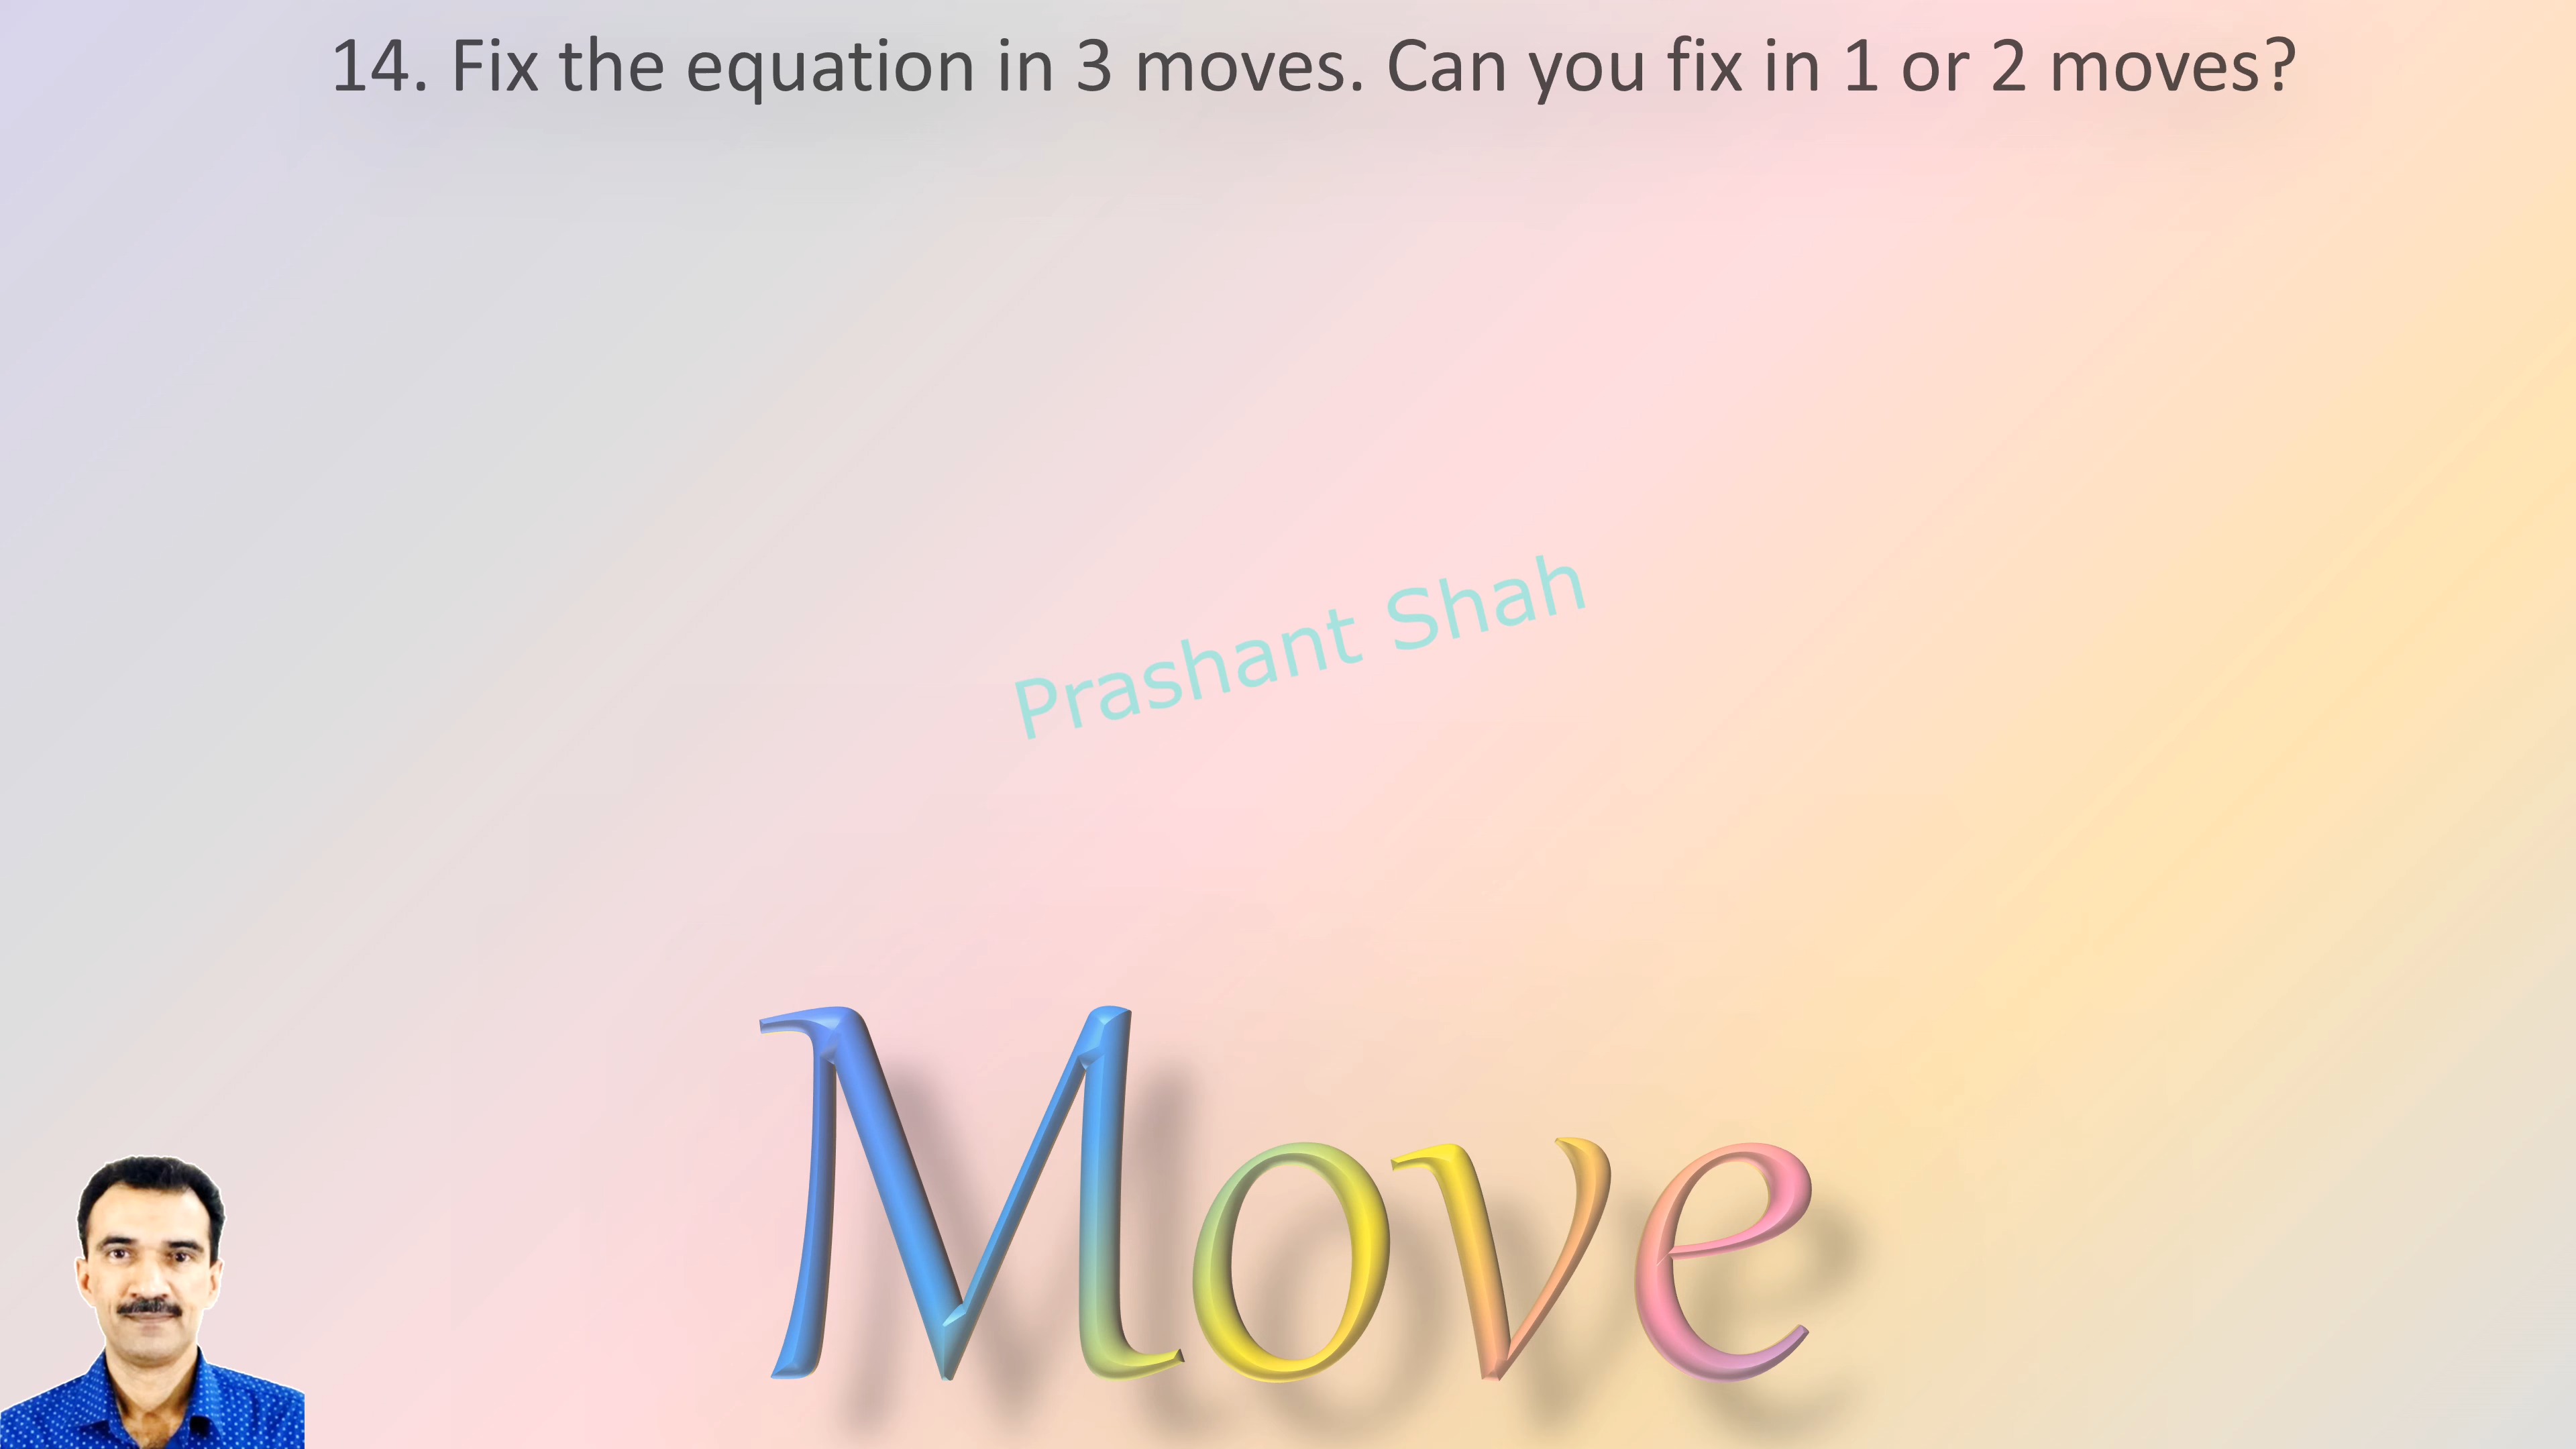 14. Fix the equation in 3 moves. Can you fix in 1 or 2 moves?
Prashant Shah
Move